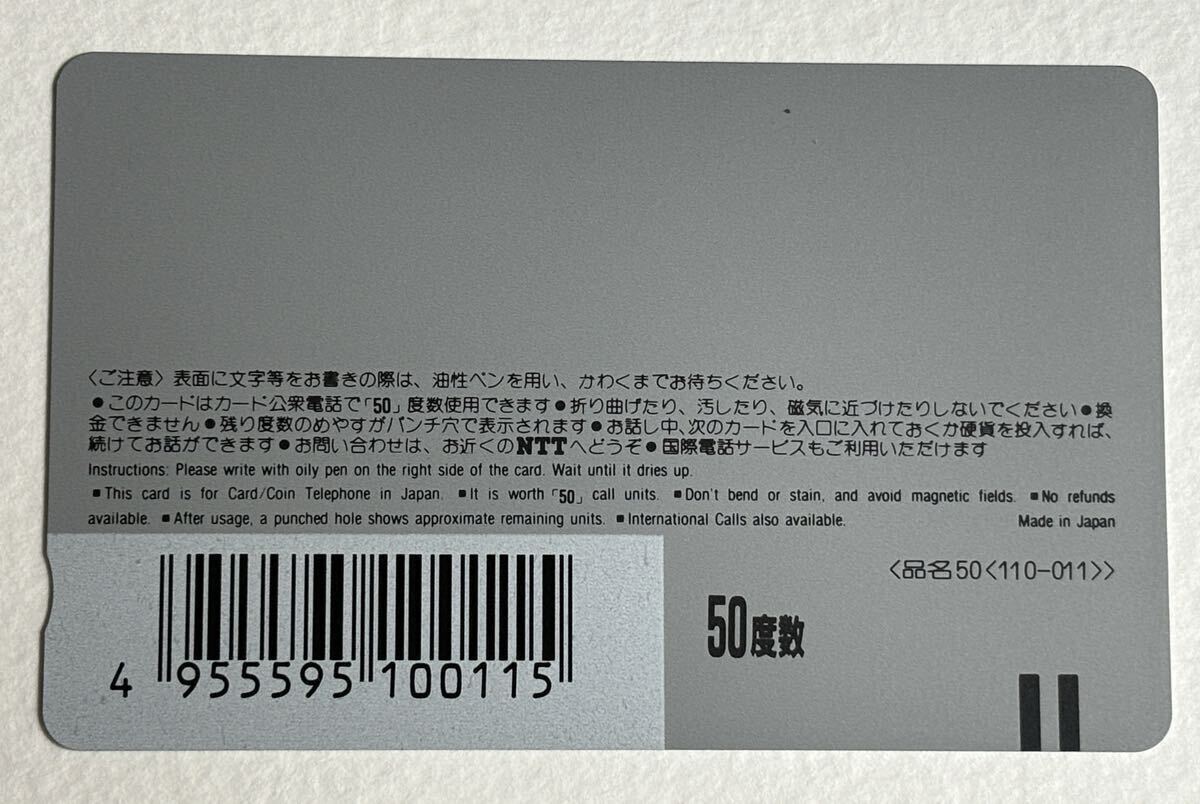 〈ご注意〉表面に文字等をお書きの際は、油性ペンを用い、かわくまでお待ちください。
●このカードはカード公衆電話で「50」度数使用できます●折り曲げたり、汚したり、磁気に近づけたりしないでください●換
金できません●残り度数のめやすがパンチ穴で表示されます●お話し中、次のカードを入口に入れておくか硬貨を投入すれば、
続けてお話ができます●お問い合わせは、お近くのNTTへどうぞ●国際電話サービスもご利用いただけます
Instructions: Please write with oily pen on the right side of the card. Wait until it dries up.
■This card is for Card/Coin Telephone in Japan. ■It is worth「50」call units. ■Don't bend or stain, and avoid magnetic fields. ■No refunds
available. ■After usage, a punched hole shows approximate remaining units. ■International Calls also available. Made in Japan
〈品名50〈110-011〉〉
50度数
4 955595 100115